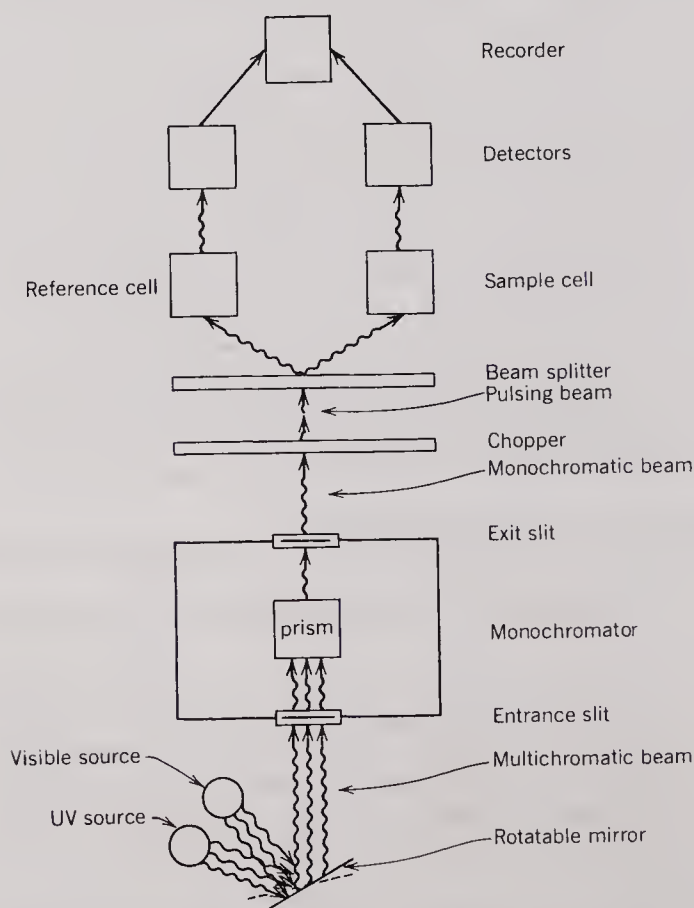 Recorder
Detectors
Reference cell
Sample cell
Beam splitter
Pulsing beam
Chopper
Monochromatic beam
Exit slit
prism
Monochromator
Entrance slit
Visible source
Multichromatic beam
UV source
Rotatable mirror